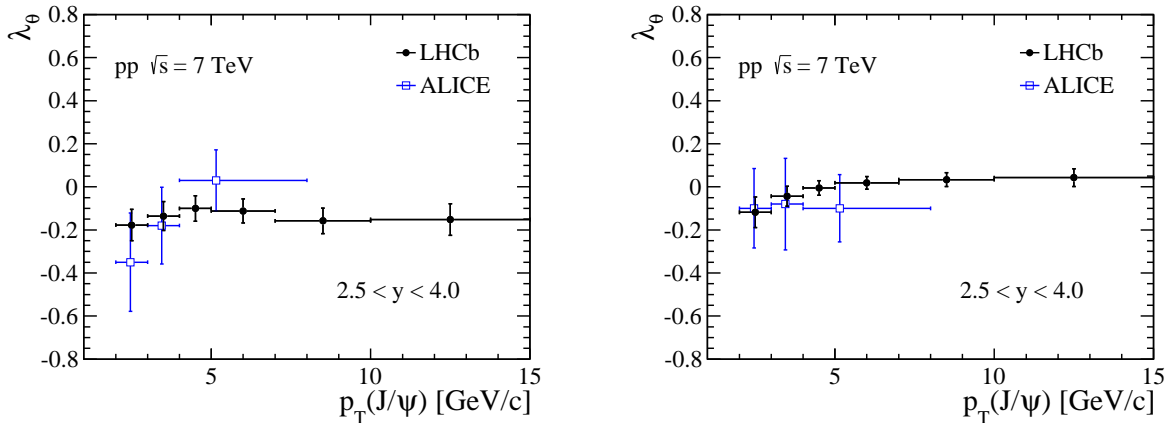 λθ
0.8
0.6
0.4
0.2
0
-0.2
-0.4
-0.6
-0.8
pp √s = 7 TeV
LHCb
ALICE
2.5 < y < 4.0
5 10 15
pT(J/ψ) [GeV/c]
λθ
0.8
0.6
0.4
0.2
0
-0.2
-0.4
-0.6
-0.8
pp √s = 7 TeV
LHCb
ALICE
2.5 < y < 4.0
5 10 15
pT(J/ψ) [GeV/c]